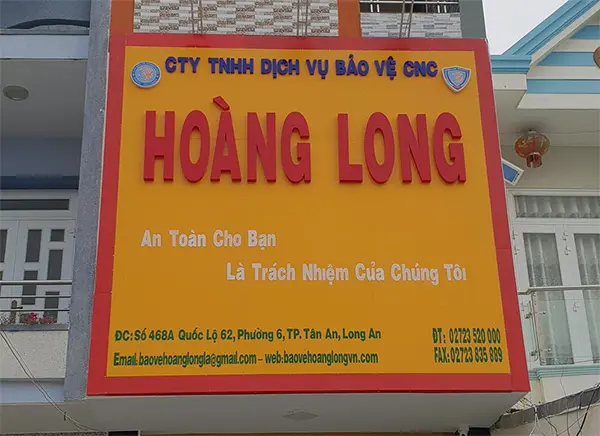 CTY TNHH DỊCH VỤ BẢO VỆ CNC
HOÀNG LONG
An Toàn Cho Bạn
Là Trách Nhiệm Của Chúng Tôi
ĐC: Số 468A Quốc Lộ 62, Phường 6, TP. Tân An, Long An
ĐT: 02723 520 000
Email: baovehoanglongla@gmail.com – web: baovehoanglongvn.com
FAX: 02723 835 889